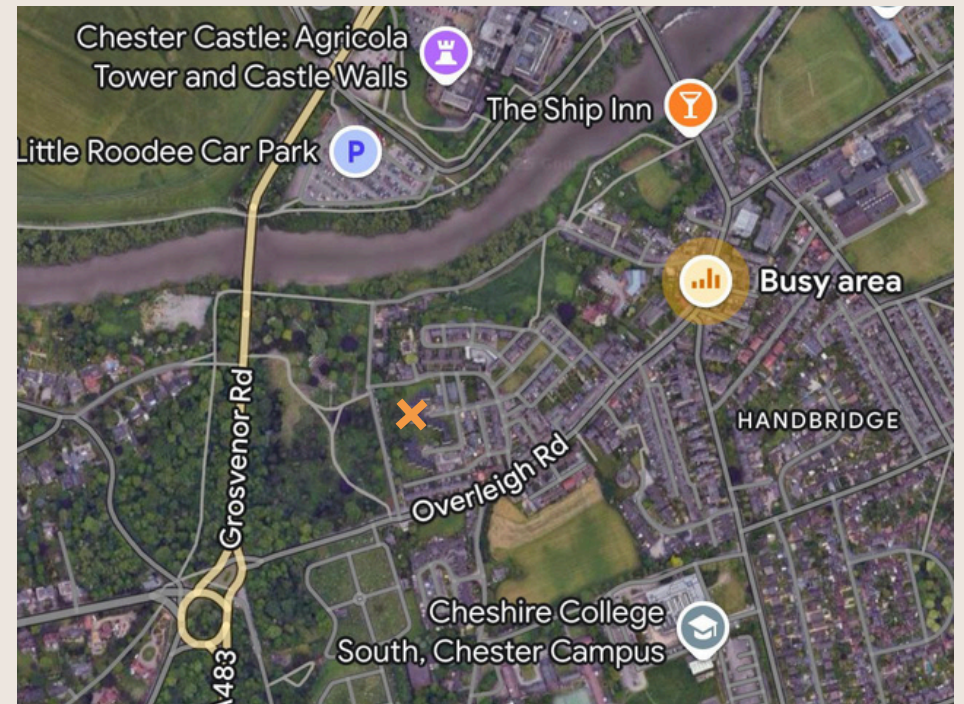 Chester Castle: Agricola
Tower and Castle Walls
The Ship Inn
Little Roodee Car Park
P
Busy area
Grosvenor Rd
HANDBRIDGE
Overleigh Rd
Cheshire College
South, Chester Campus
A483